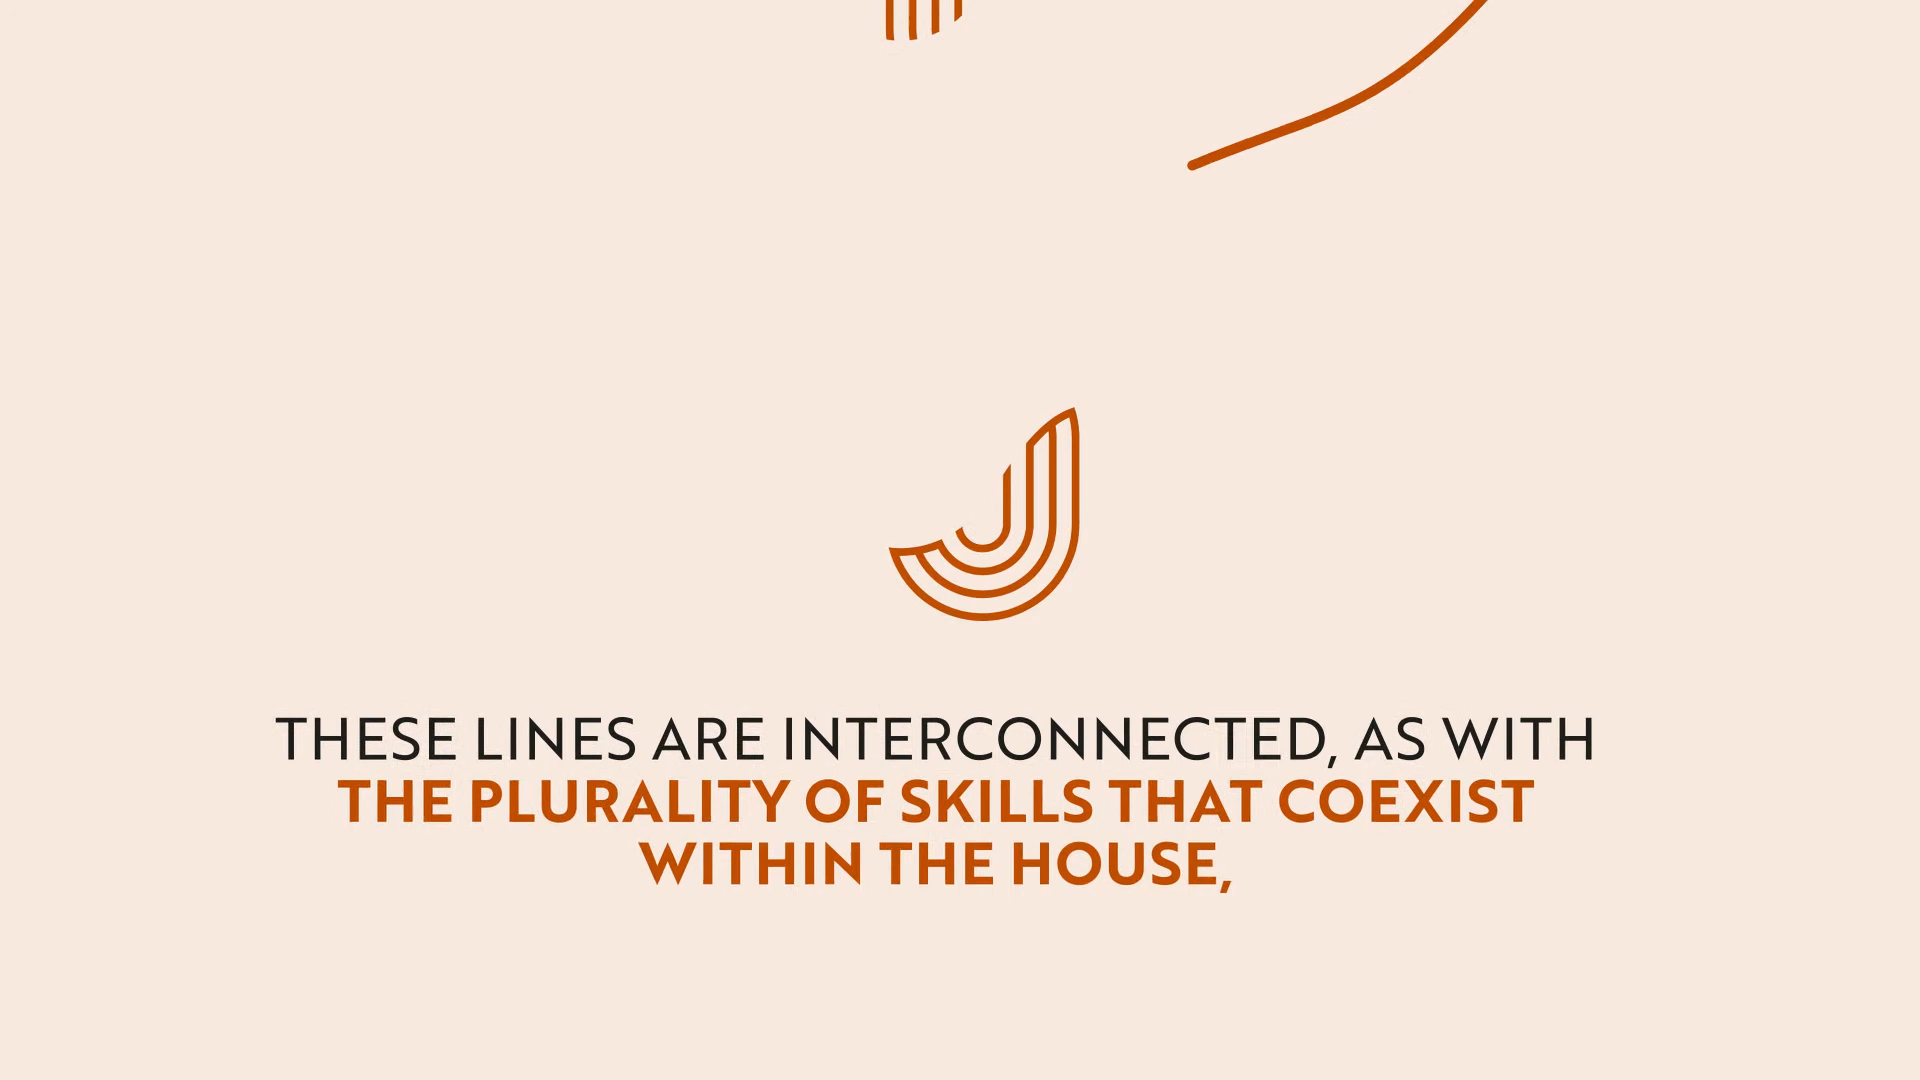 THESE LINES ARE INTERCONNECTED, AS WITH
THE PLURALITY OF SKILLS THAT COEXIST
WITHIN THE HOUSE,